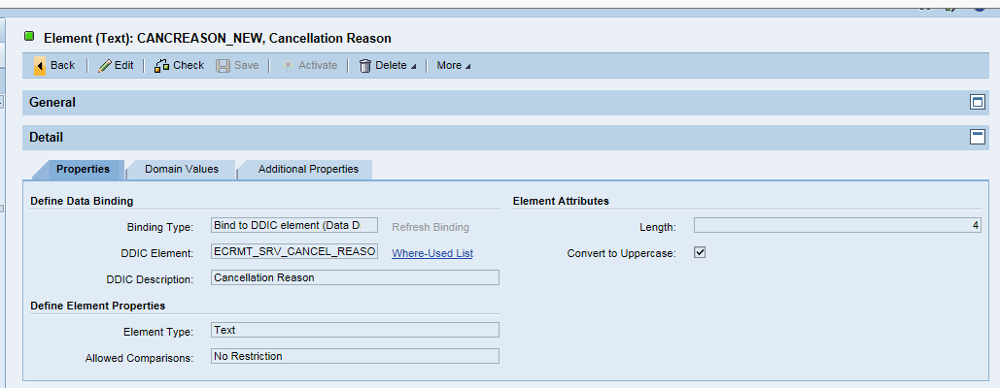 Element (Text): CANCREASON_NEW, Cancellation Reason
Back Edit Check Save Activate Delete More
General
Detail
Properties Domain Values Additional Properties
Define Data Binding Element Attributes
Binding Type: Bind to DDIC element (Data D Refresh Binding Length: 4
DDIC Element: ECRMT_SRV_CANCEL_REASO Where-Used List Convert to Uppercase:
DDIC Description: Cancellation Reason
Define Element Properties
Element Type: Text
Allowed Comparisons: No Restriction